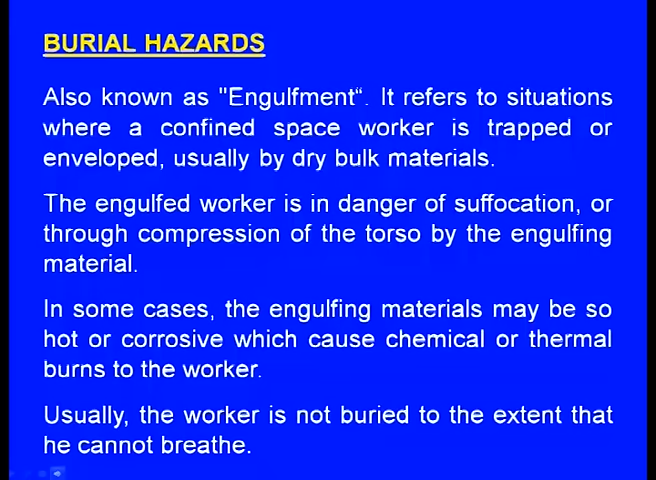 BURIAL HAZARDS
Also known as "Engulfment“. It refers to situations
where a confined space worker is trapped or
enveloped, usually by dry bulk materials.
The engulfed worker is in danger of suffocation, or
through compression of the torso by the engulfing
material.
In some cases, the engulfing materials may be so
hot or corrosive which cause chemical or thermal
burns to the worker.
Usually, the worker is not buried to the extent that
he cannot breathe.